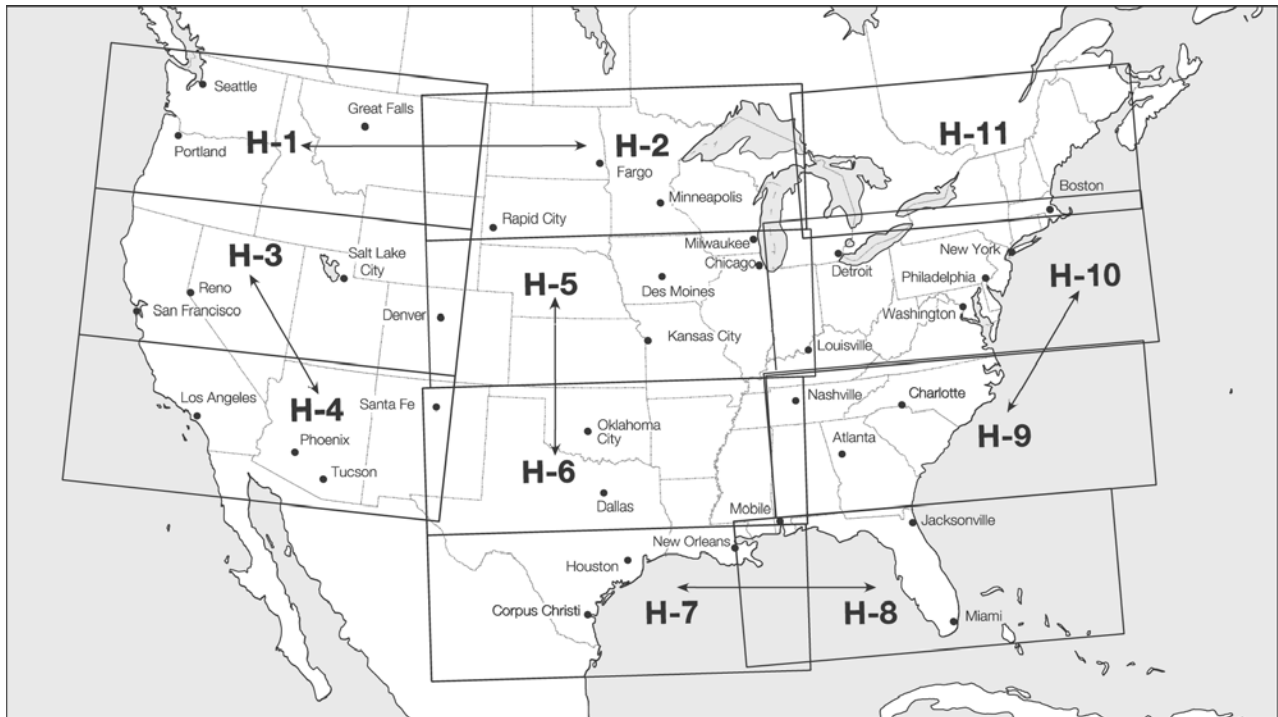 Seattle
Great Falls
H-1
Portland
H-2
Fargo
Minneapolis
H-11
Boston
Rapid City
H-3
Salt Lake
City
Reno
San Francisco
Milwaukee
Chicago
H-5
Des Moines
Denver
Kansas City
Detroit
New York
Philadelphia
H-10
Washington
Louisville
Los Angeles
H-4
Santa Fe
Phoenix
Tucson
Oklahoma
City
H-6
Dallas
Nashville
Charlotte
Atlanta
H-9
Mobile
New Orleans
Jacksonville
Houston
Corpus Christi
H-7
H-8
Miami